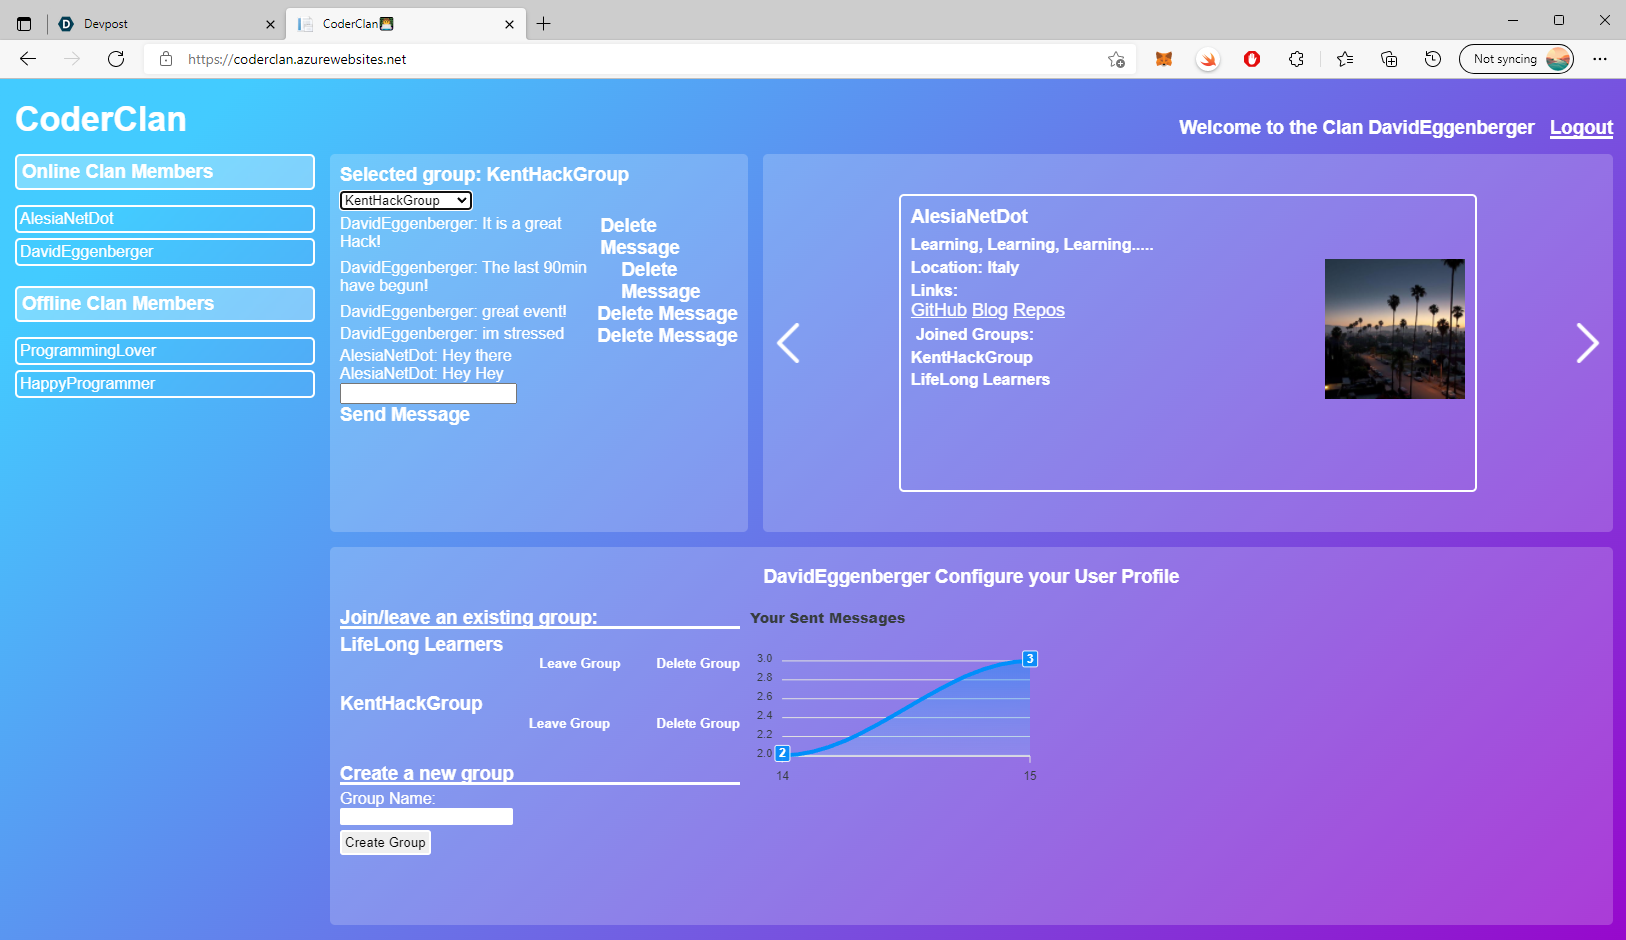 Devpost
CoderClan
https://coderclan.azurewebsites.net
Not syncing
CoderClan
Welcome to the Clan DavidEggenberger Logout
Online Clan Members
AlesiaNetDot
DavidEggenberger
Offline Clan Members
ProgrammingLover
HappyProgrammer
Selected group: KentHackGroup
KentHackGroup
DavidEggenberger: It is a great
Hack!
Delete
Message
DavidEggenberger: The last 90min
have begun!
Delete
Message
DavidEggenberger: great event! Delete Message
DavidEggenberger: im stressed Delete Message
AlesiaNetDot: Hey there
AlesiaNetDot: Hey Hey
Send Message
AlesiaNetDot
Learning, Learning, Learning.....
Location: Italy
Links:
GitHub Blog Repos
Joined Groups:
KentHackGroup
LifeLong Learners
DavidEggenberger Configure your User Profile
Join/leave an existing group:
LifeLong Learners
Leave Group Delete Group
KentHackGroup
Leave Group Delete Group
Create a new group
Group Name:
Create Group
Your Sent Messages
3.0
2.8
2.6
2.4
2.2
2.0
2
3
14 15